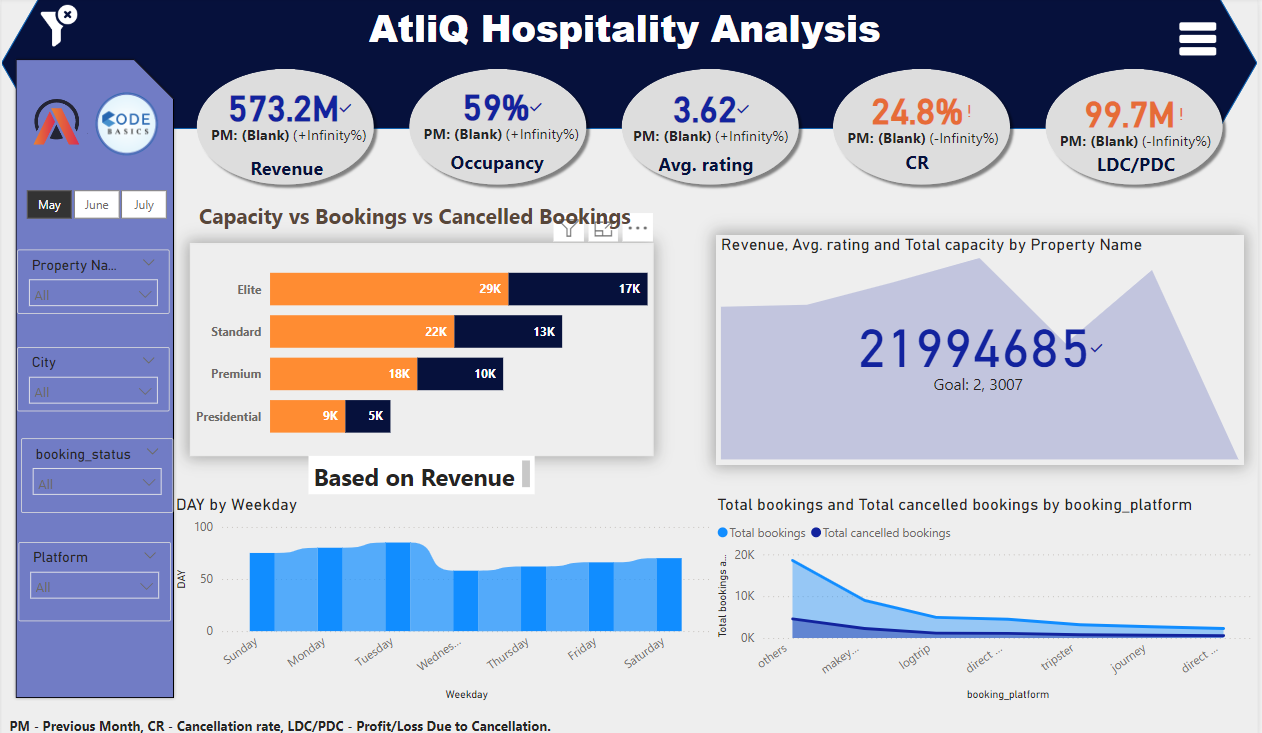 AtliQ Hospitality Analysis
573.2M
PM: (Blank) (+Infinity%)
Revenue
59%
PM: (Blank) (+Infinity%)
Occupancy
3.62
PM: (Blank) (+Infinity%)
Avg. rating
24.8%!
PM: (Blank) (-Infinity%)
CR
99.7M!
PM: (Blank) (-Infinity%)
LDC/PDC
CODE
BASICS
May June July
Property Na...
All
City
All
booking_status
All
Platform
All
Capacity vs Bookings vs Cancelled Bookings
Elite 29K 17K
Standard 22K 13K
Premium 18K 10K
Presidential 9K 5K
Revenue, Avg. rating and Total capacity by Property Name
21994685
Goal: 2, 3007
Based on Revenue
DAY by Weekday
DAY
100
50
0
Sunday Monday Tuesday Wednes... Thursday Friday Saturday
Weekday
Total bookings and Total cancelled bookings by booking_platform
Total bookings Total cancelled bookings
Total bookings a...
20K
10K
0K
others makey... logtrip direct ... tripster journey direct ...
booking_platform
PM - Previous Month, CR - Cancellation rate, LDC/PDC - Profit/Loss Due to Cancellation.